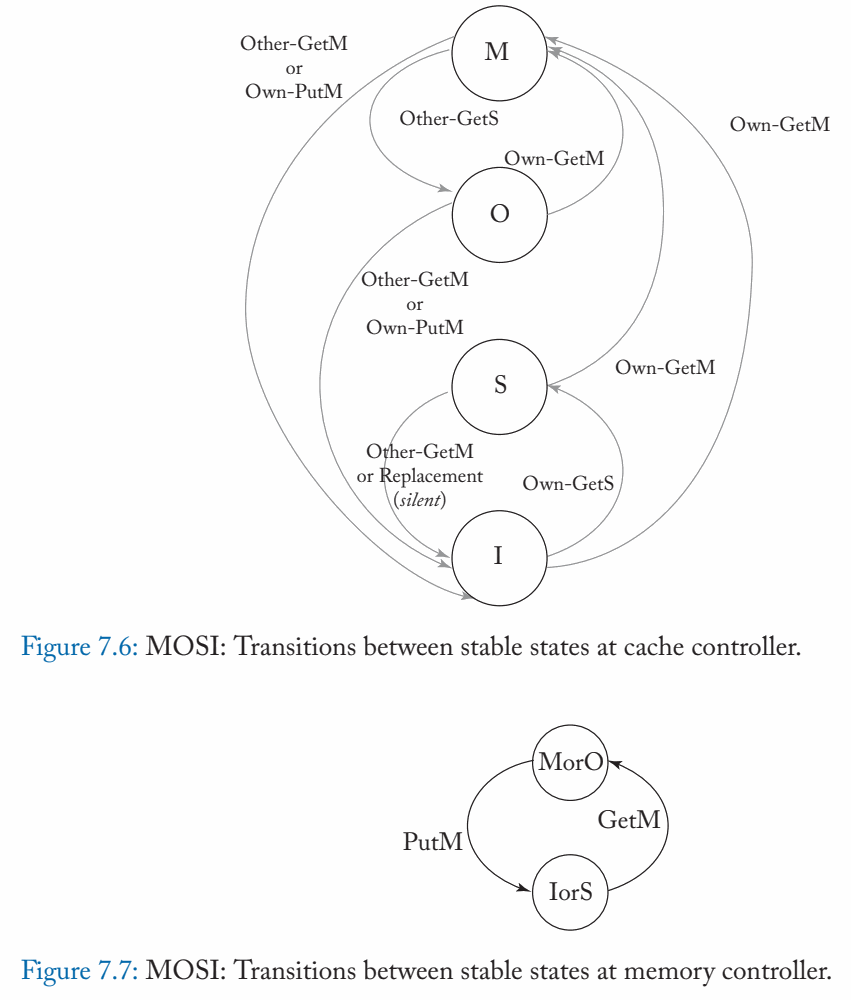 M
Other-GetM
or
Own-PutM
Other-GetS
Own-GetM
Own-GetM
O
Other-GetM
or
Own-PutM
S
Own-GetM
Other-GetM
or Replacement
(silent)
Own-GetS
I
Figure 7.6: MOSI: Transitions between stable states at cache controller.
MorO
GetM
PutM
IorS
Figure 7.7: MOSI: Transitions between stable states at memory controller.